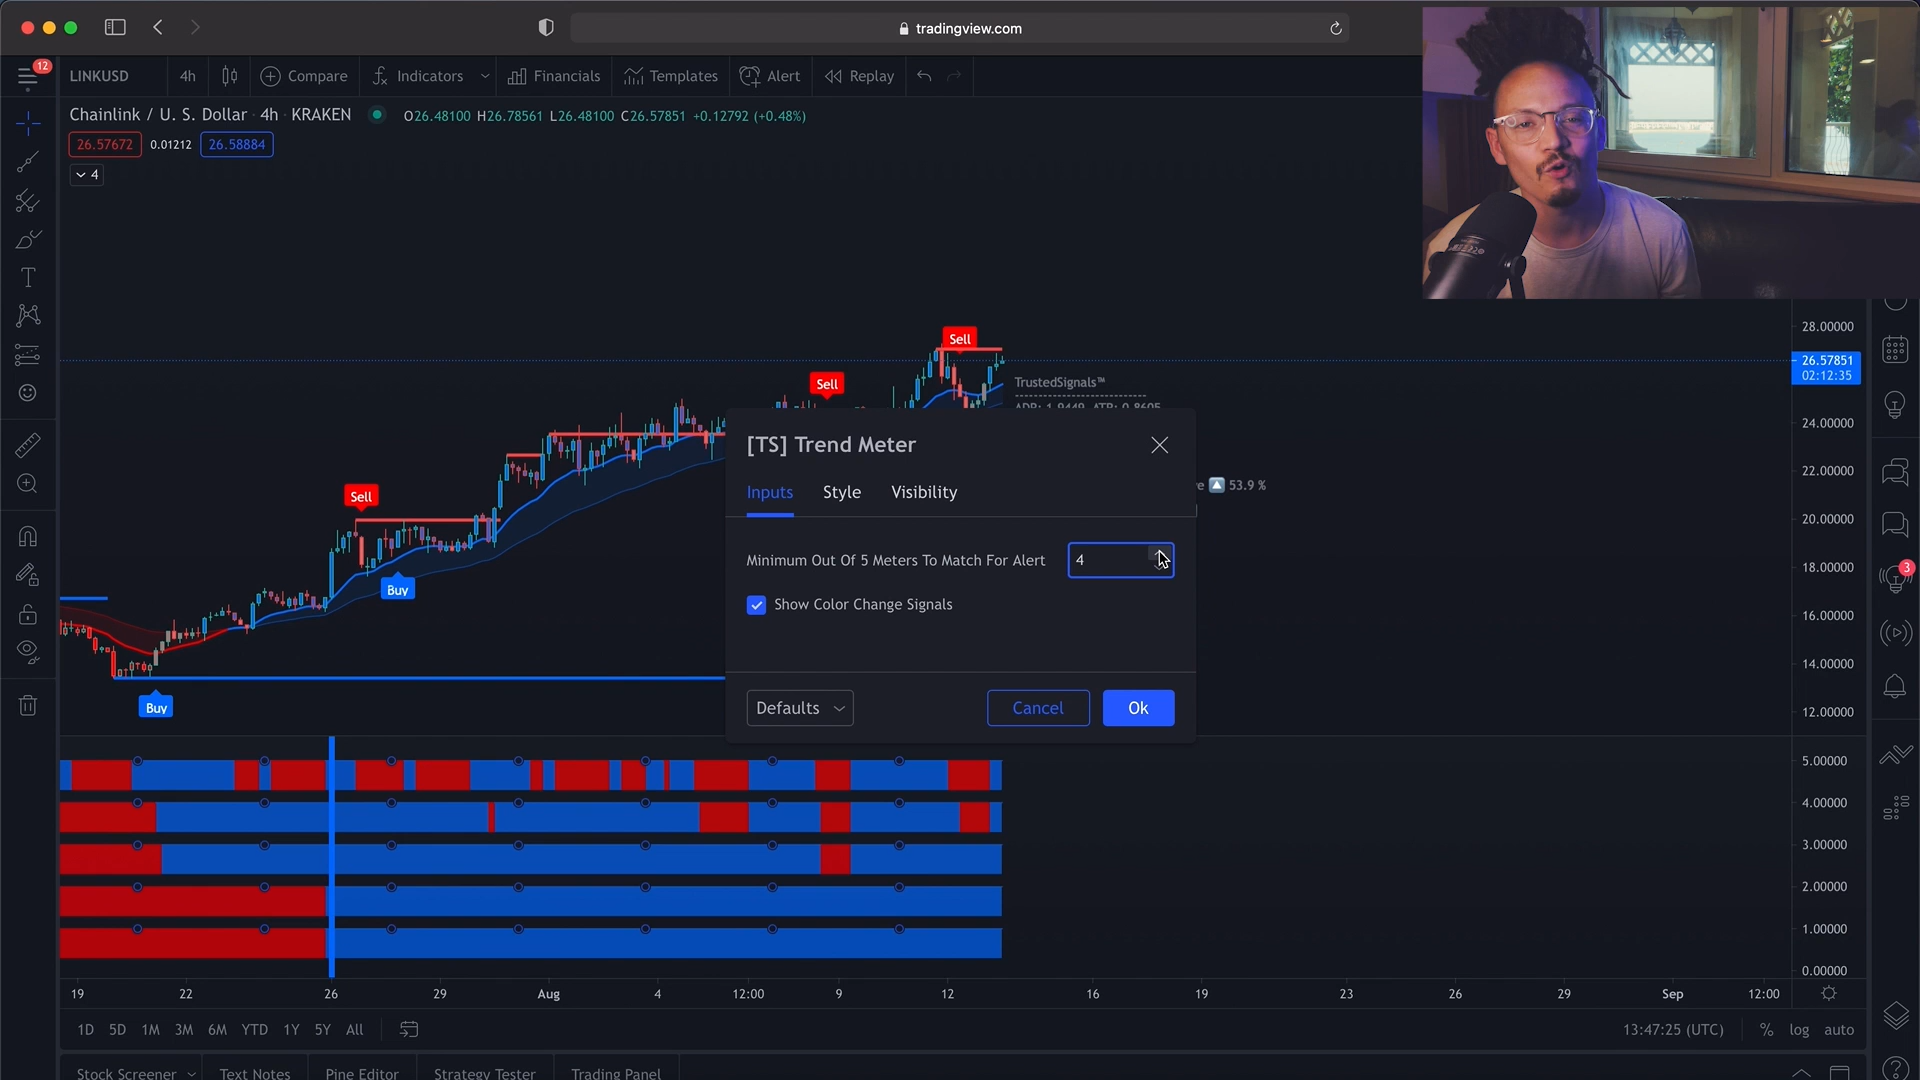 tradingview.com
12
LINKUSD
4h
Compare
Indicators
Financials
Templates
Alert
Replay
Chainlink / U. S. Dollar · 4h · KRAKEN
O26.48100 H26.78561 L26.48100 C26.57851 +0.12792 (+0.48%)
26.57672
0.01212
26.58884
4
28.00000
26.57851
02:12:35
24.00000
22.00000
20.00000
18.00000
16.00000
14.00000
12.00000
Sell
Sell
Sell
Buy
Buy
TrustedSignals™
ADR: 1.9449, ATR: 0.8605
53.9 %
[TS] Trend Meter
Inputs
Style
Visibility
Minimum Out Of 5 Meters To Match For Alert
4
Show Color Change Signals
Defaults
Cancel
Ok
3
5.00000
4.00000
3.00000
2.00000
1.00000
0.00000
19 22 26 29 Aug 4 12:00 9 12 16 19 23 26 29 Sep 12:00
1D 5D 1M 3M 6M YTD 1Y 5Y All
13:47:25 (UTC)
% log auto
Stock Screener
Text Notes
Pine Editor
Strategy Tester
Trading Panel